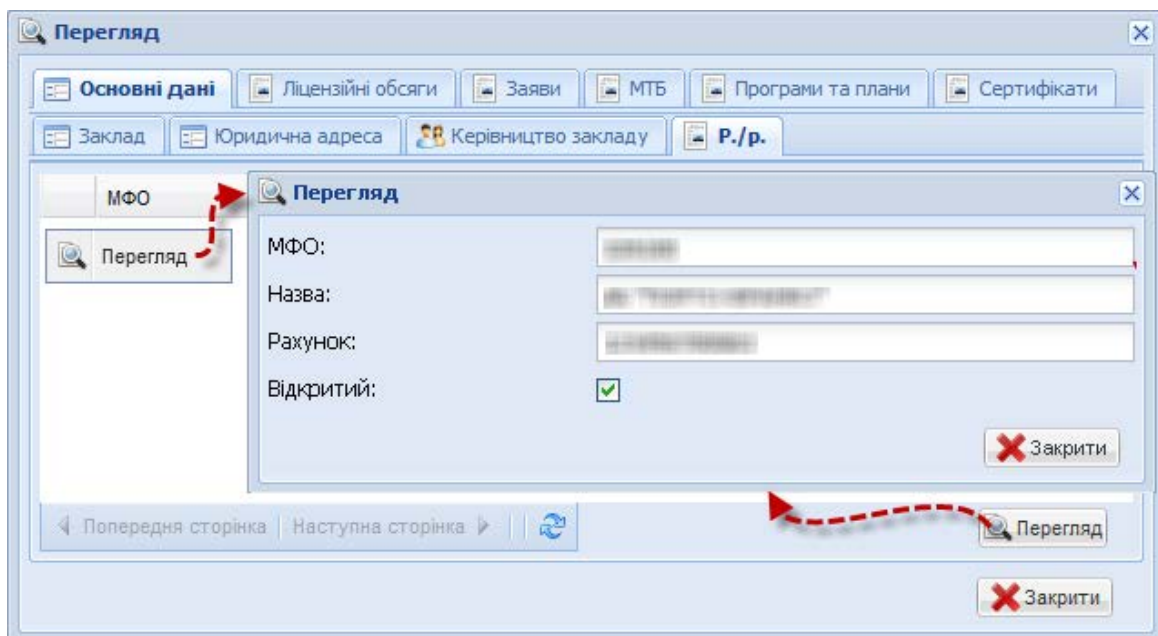 Перегляд
Основні дані Ліцензійні обсяги Заяви МТБ Програми та плани Сертифікати
Заклад Юридична адреса Керівництво закладу Р./р.
МФО
Перегляд
Перегляд
МФО:
Назва:
Рахунок:
Відкритий:
Закрити
Попередня сторінка Наступна сторінка
Перегляд
Закрити